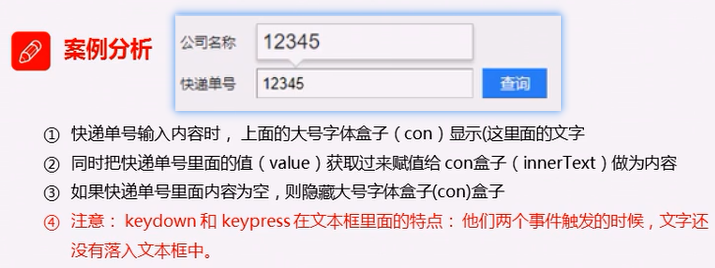 案例分析
公司名称 12345
快递单号 12345 查询
① 快递单号输入内容时，上面的大号字体盒子（con）显示(这里面的文字
② 同时把快递单号里面的值（value）获取过来赋值给con盒子（innerText）做为内容
③ 如果快递单号里面内容为空，则隐藏大号字体盒子(con)盒子
④ 注意：keydown 和 keypress 在文本框里面的特点：他们两个事件触发的时候，文字还
没有落入文本框中。